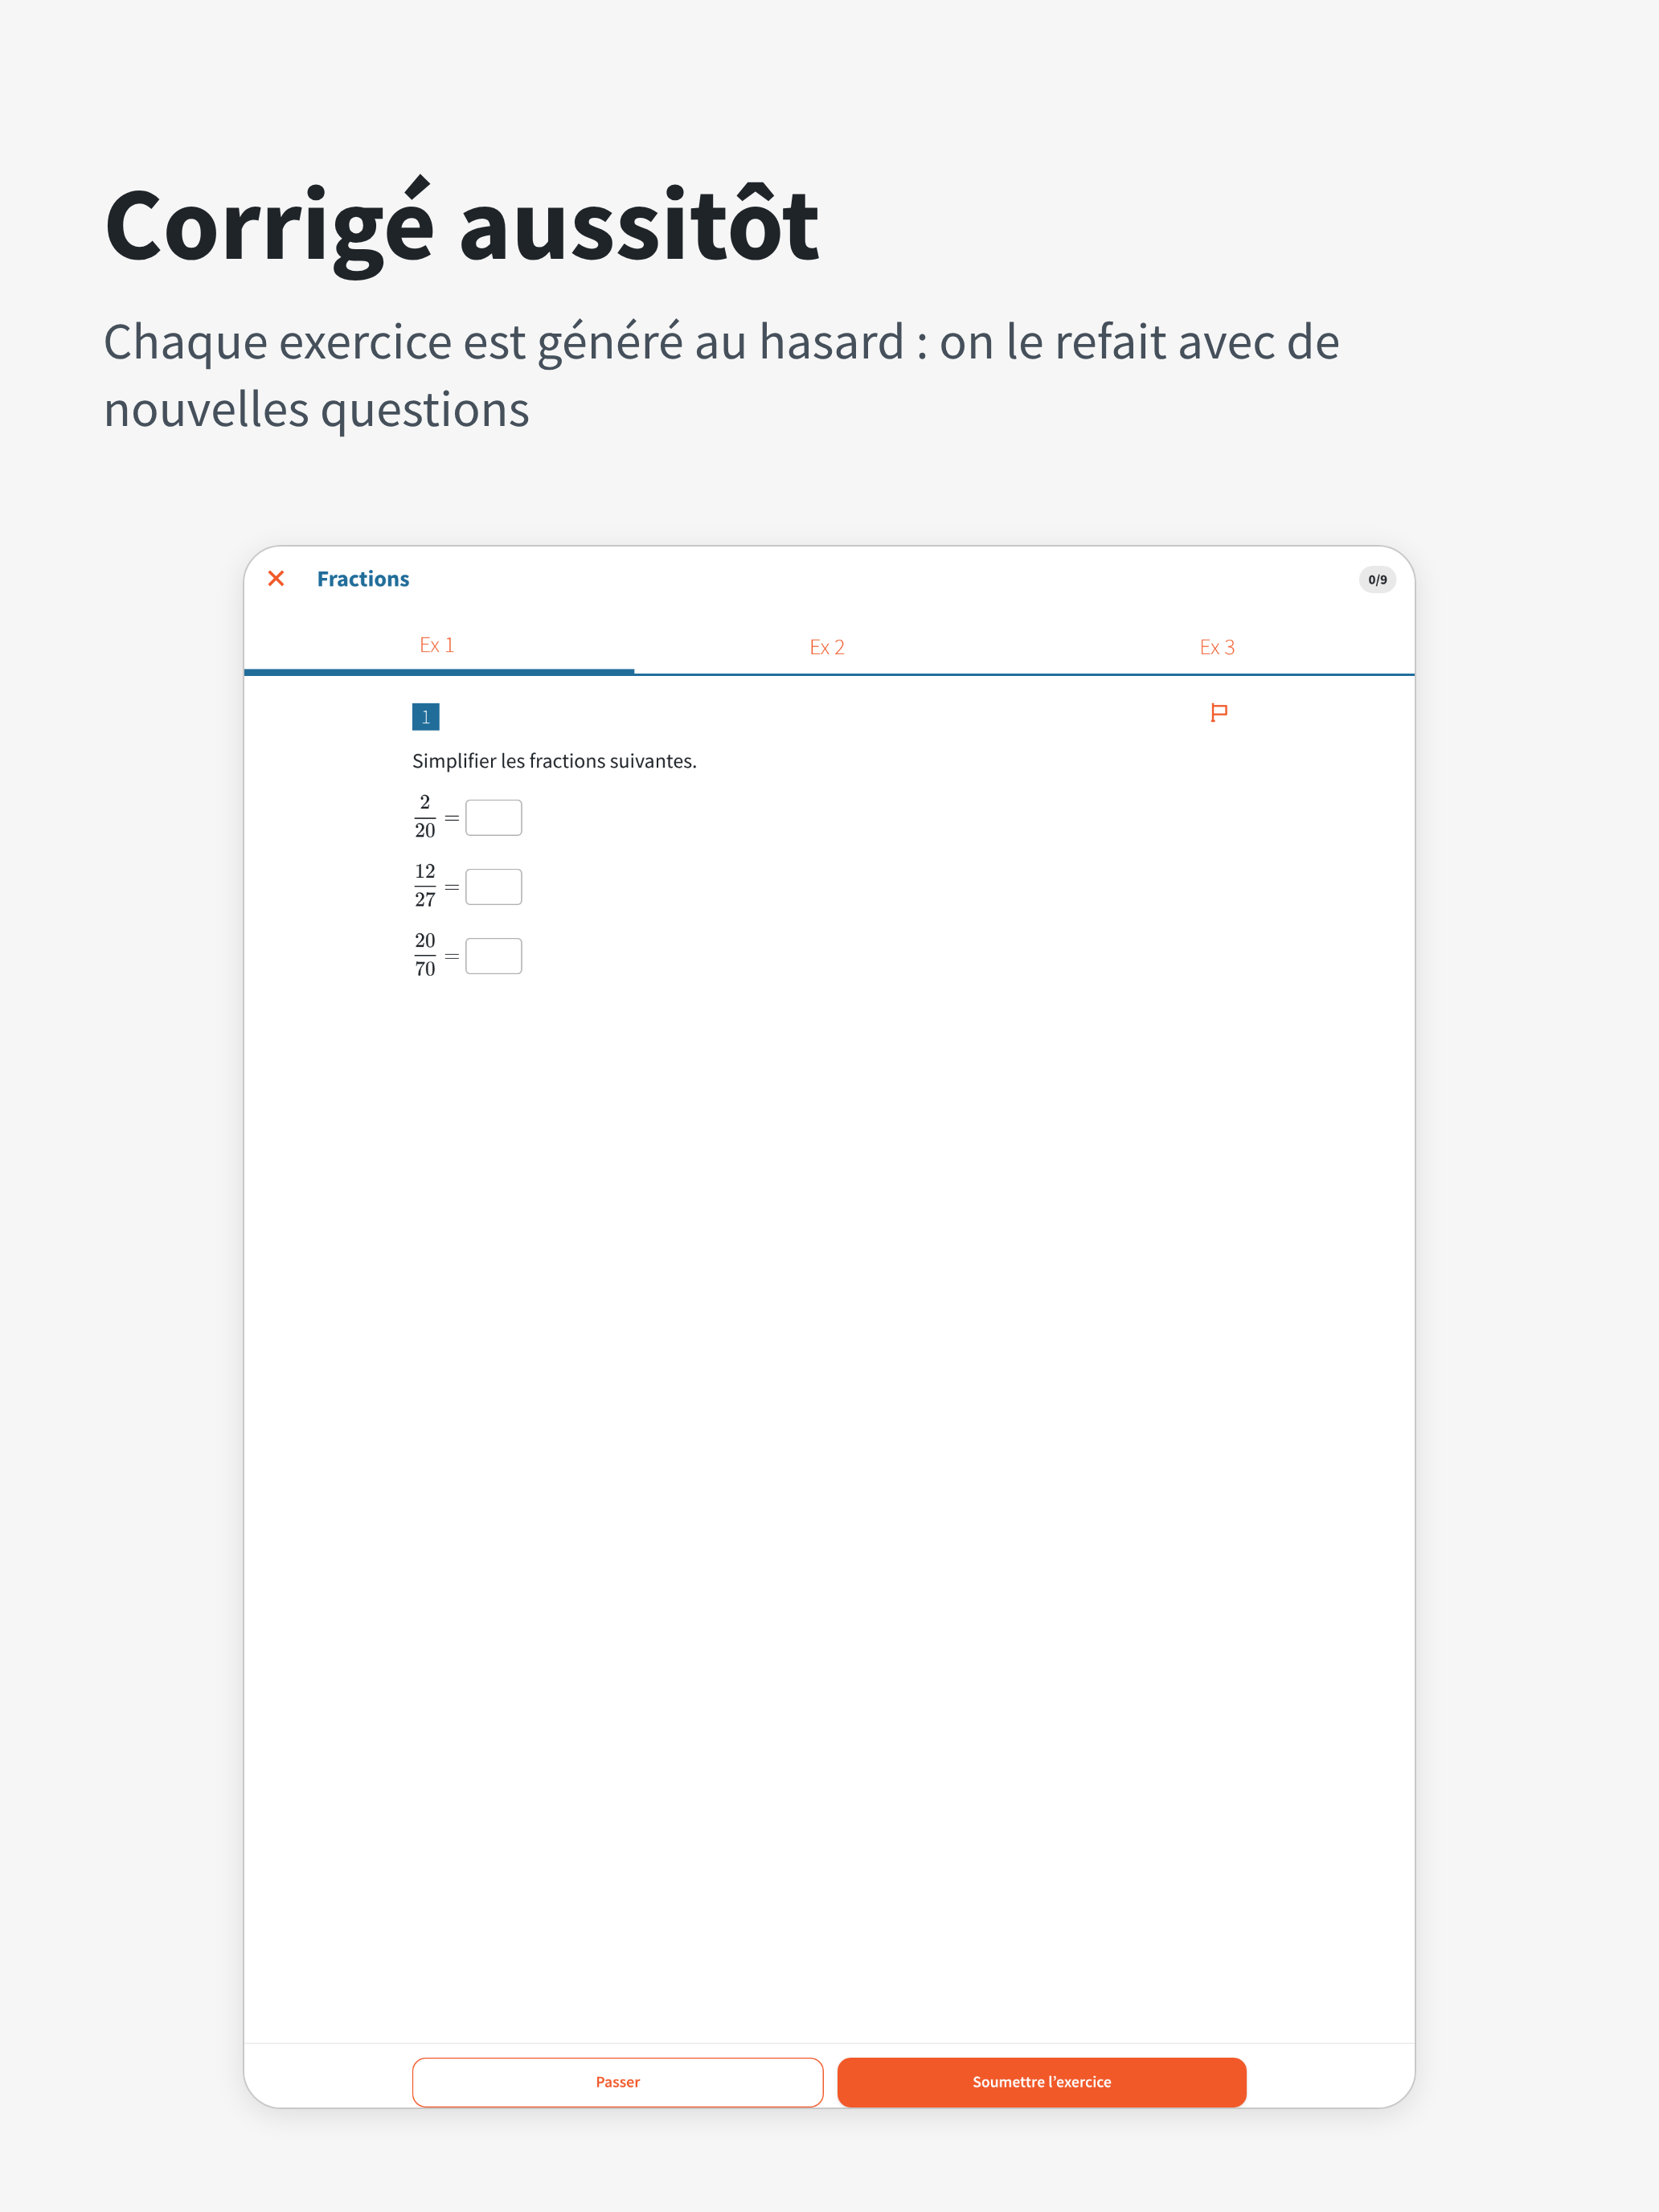 Corrigé aussitôt
Chaque exercice est généré au hasard : on le refait avec de
nouvelles questions
Fractions
0/9
Ex 1
Ex 2
Ex 3
1
Simplifier les fractions suivantes.
2/20 =
12/27 =
20/70 =
Passer
Soumettre l’exercice